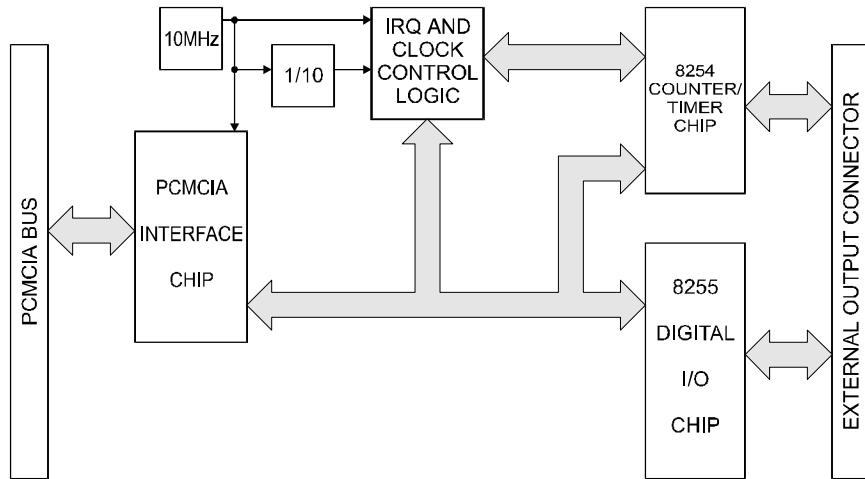 PCMCIA BUS
10MHz
1/10
IRQ AND
CLOCK
CONTROL
LOGIC
PCMCIA
INTERFACE
CHIP
8254
COUNTER/
TIMER
CHIP
8255
DIGITAL
I/O
CHIP
EXTERNAL OUTPUT CONNECTOR